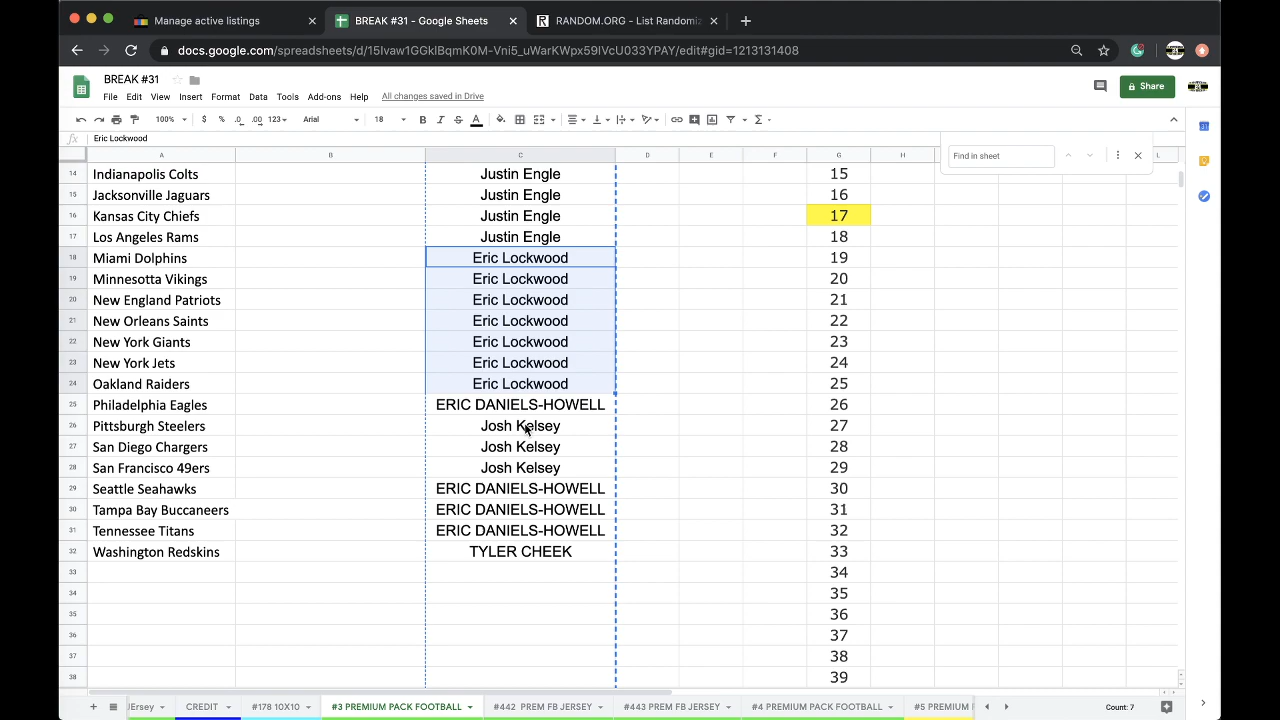 Manage active listings
BREAK #31 - Google Sheets
RANDOM.ORG - List Randomi
docs.google.com/spreadsheets/d/15Ivaw1GGklBqmK0M-Vni5_uWarKWpx59IVcU033YPAY/edit#gid=1213131408
BREAK #31
File Edit View Insert Format Data Tools Add-ons Help All changes saved in Drive
Share
100% $ % .0 .00 123 Arial 18
Eric Lockwood
Find in sheet
A B C D E F G H L
14 Indianapolis Colts Justin Engle 15
15 Jacksonville Jaguars Justin Engle 16
16 Kansas City Chiefs Justin Engle 17
17 Los Angeles Rams Justin Engle 18
18 Miami Dolphins Eric Lockwood 19
19 Minnesotta Vikings Eric Lockwood 20
20 New England Patriots Eric Lockwood 21
21 New Orleans Saints Eric Lockwood 22
22 New York Giants Eric Lockwood 23
23 New York Jets Eric Lockwood 24
24 Oakland Raiders Eric Lockwood 25
25 Philadelphia Eagles ERIC DANIELS-HOWELL 26
26 Pittsburgh Steelers Josh Kelsey 27
27 San Diego Chargers Josh Kelsey 28
28 San Francisco 49ers Josh Kelsey 29
29 Seattle Seahawks ERIC DANIELS-HOWELL 30
30 Tampa Bay Buccaneers ERIC DANIELS-HOWELL 31
31 Tennessee Titans ERIC DANIELS-HOWELL 32
32 Washington Redskins TYLER CHEEK 33
33 34
34 35
35 36
36 37
37 38
38 39
CREDIT #178 10X10 #3 PREMIUM PACK FOOTBALL #442 PREM FB JERSEY #443 PREM FB JERSEY #4 PREMIUM PACK FOOTBALL #5 PREMIUM Count: 7